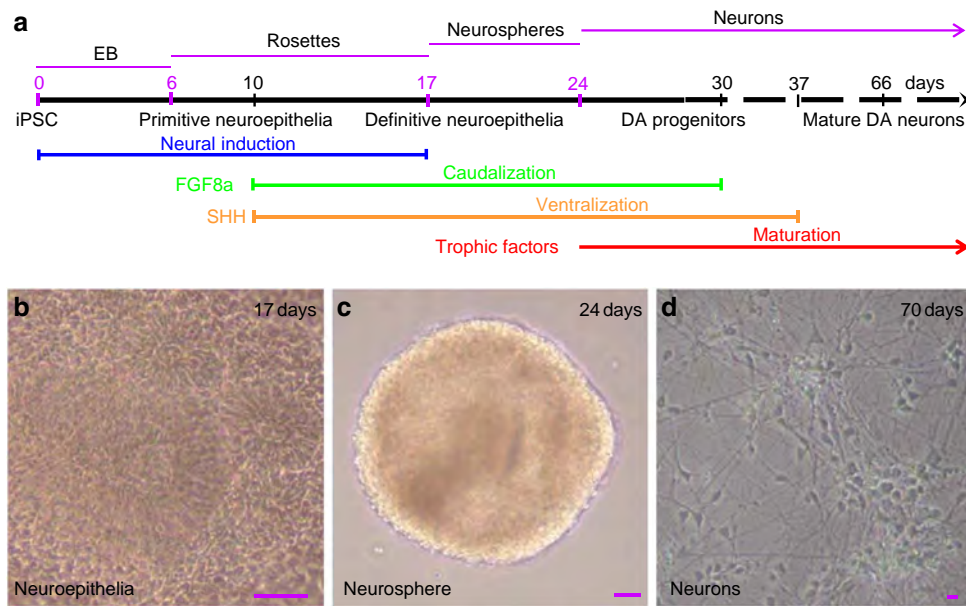 a
EB
Rosettes
Neurospheres
Neurons
0 6 10 17 24 30 37 66 days
iPSC Primitive neuroepithelia Definitive neuroepithelia DA progenitors Mature DA neurons
Neural induction
FGF8a Caudalization
SHH Ventralization
Trophic factors Maturation
b 17 days
Neuroepithelia
c 24 days
Neurosphere
d 70 days
Neurons